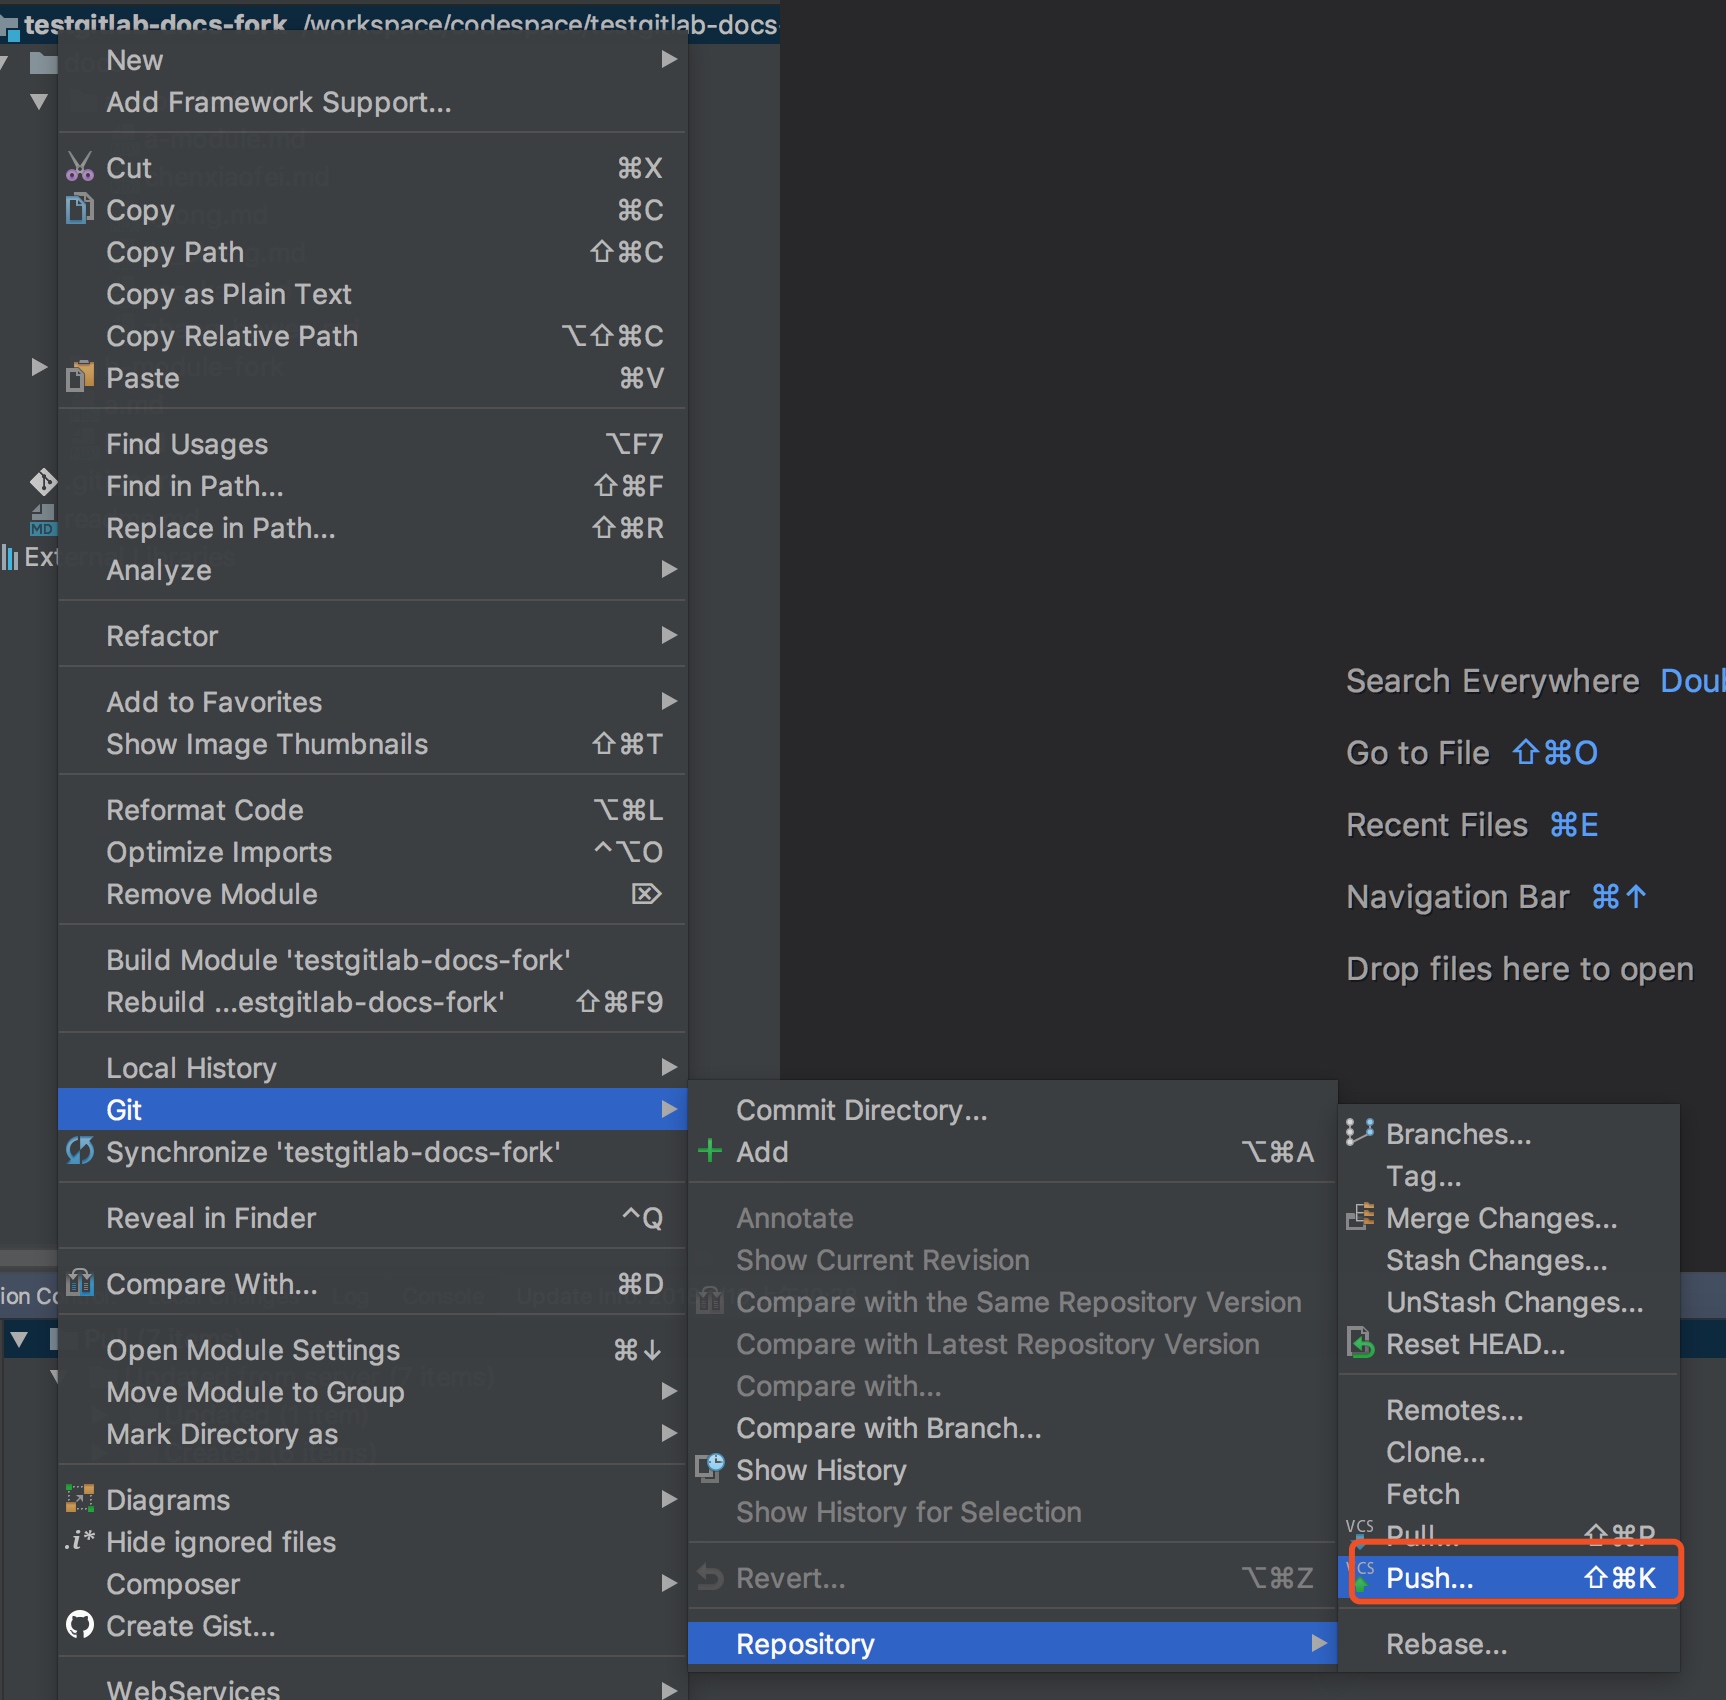 testgitlab-docs-fork /workspace/codespace/testgitlab-docs-
New
Add Framework Support...
Cut ⌘X
Copy ⌘C
Copy Path ⇧⌘C
Copy as Plain Text
Copy Relative Path ⌥⇧⌘C
Paste ⌘V
Find Usages ⌥F7
Find in Path... ⇧⌘F
Replace in Path... ⇧⌘R
MD
Ext
Analyze
Refactor
Add to Favorites
Show Image Thumbnails ⇧⌘T
Reformat Code ⌥⌘L
Optimize Imports ^⌥O
Remove Module ⌦
Build Module 'testgitlab-docs-fork'
Rebuild ...estgitlab-docs-fork' ⇧⌘F9
Local History
Git
Synchronize 'testgitlab-docs-fork'
Reveal in Finder ^Q
ion Co
Compare With... ⌘D
Open Module Settings ⌘↓
Move Module to Group
Mark Directory as
Diagrams
.i* Hide ignored files
Composer
Create Gist...
WebServices
Search Everywhere Doub
Go to File ⇧⌘O
Recent Files ⌘E
Navigation Bar ⌘↑
Drop files here to open
Commit Directory...
Add ⌥⌘A
Annotate
Show Current Revision
Compare with the Same Repository Version
Compare with Latest Repository Version
Compare with...
Compare with Branch...
Show History
Show History for Selection
Revert... ⌥⌘Z
Repository
Branches...
Tag...
Merge Changes...
Stash Changes...
UnStash Changes...
Reset HEAD...
Remotes...
Clone...
Fetch
VCS Pull... ⇧⌘P
VCS Push... ⇧⌘K
Rebase...